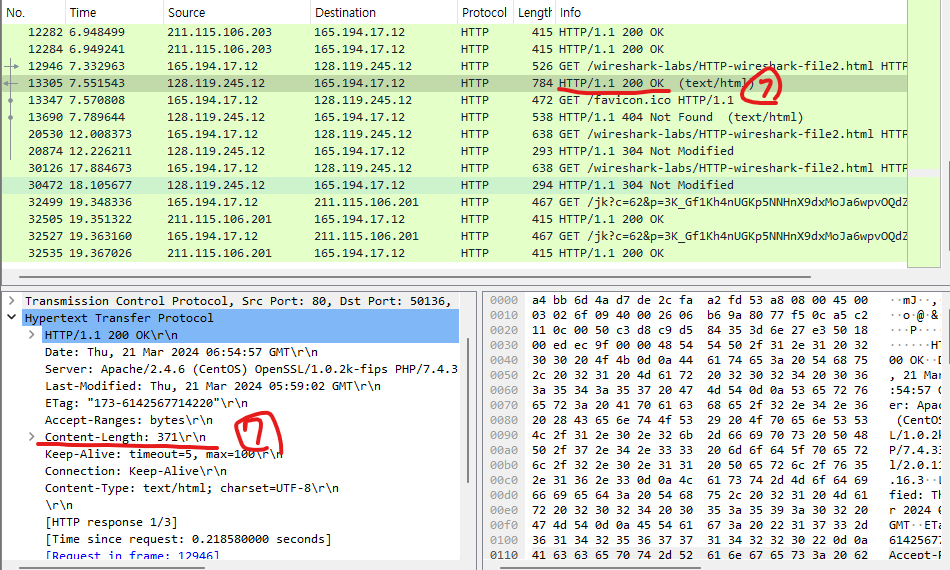 No. Time Source Destination Protocol Length Info
12282 6.948499 211.115.106.203 165.194.17.12 HTTP 415 HTTP/1.1 200 OK
12284 6.949241 211.115.106.203 165.194.17.12 HTTP 415 HTTP/1.1 200 OK
12946 7.332963 165.194.17.12 128.119.245.12 HTTP 526 GET /wireshark-labs/HTTP-wireshark-file2.html HTTP
13305 7.551543 128.119.245.12 165.194.17.12 HTTP 784 HTTP/1.1 200 OK (text/html) 7
13347 7.570808 165.194.17.12 128.119.245.12 HTTP 472 GET /favicon.ico HTTP/1.1
13690 7.789644 128.119.245.12 165.194.17.12 HTTP 538 HTTP/1.1 404 Not Found (text/html)
20530 12.008373 165.194.17.12 128.119.245.12 HTTP 638 GET /wireshark-labs/HTTP-wireshark-file2.html HTTP
20874 12.226211 128.119.245.12 165.194.17.12 HTTP 293 HTTP/1.1 304 Not Modified
30126 17.884673 165.194.17.12 128.119.245.12 HTTP 638 GET /wireshark-labs/HTTP-wireshark-file2.html HTTP
30472 18.105677 128.119.245.12 165.194.17.12 HTTP 294 HTTP/1.1 304 Not Modified
32499 19.348336 165.194.17.12 211.115.106.201 HTTP 467 GET /jk?c=62&p=3K_Gf1Kh4nUGKp5NNHnX9dxMoJa6wpvOQdZ
32505 19.351322 211.115.106.201 165.194.17.12 HTTP 415 HTTP/1.1 200 OK
32527 19.363160 165.194.17.12 211.115.106.201 HTTP 467 GET /jk?c=62&p=3K_Gf1Kh4nUGKp5NNHnX9dxMoJa6wpvOQdZ
32535 19.367026 211.115.106.201 165.194.17.12 HTTP 415 HTTP/1.1 200 OK
Transmission Control Protocol, Src Port: 80, Dst Port: 50136,
Hypertext Transfer Protocol
HTTP/1.1 200 OK\r\n
Date: Thu, 21 Mar 2024 06:54:57 GMT\r\n
Server: Apache/2.4.6 (CentOS) OpenSSL/1.0.2k-fips PHP/7.4.3
Last-Modified: Thu, 21 Mar 2024 05:59:02 GMT\r\n
ETag: "173-6142567714220"\r\n
Accept-Ranges: bytes\r\n
Content-Length: 371\r\n 7
Keep-Alive: timeout=5, max=100\r\n
Connection: Keep-Alive\r\n
Content-Type: text/html; charset=UTF-8\r\n
\r\n
[HTTP response 1/3]
[Time since request: 0.218580000 seconds]
[Request in frame: 12946]
0000 a4 bb 6d 4a d7 de 2c fa a2 fd 53 a8 08 00 45 00 ··mJ··,
0010 03 02 6f 09 40 00 26 06 b6 9a 80 77 f5 0c a5 c2 ··o·@·&
0020 11 0c 00 50 c3 d8 c9 d5 84 35 3d 6e 27 e3 50 18 ···P···
0030 00 ed ec 9f 00 00 48 54 54 50 2f 31 2e 31 20 32 ······HT
0040 30 30 20 4f 4b 0d 0a 44 61 74 65 3a 20 54 68 75 00 OK··D
0050 2c 20 32 31 20 4d 61 72 20 32 30 32 34 20 30 36 , 21 Mar
0060 3a 35 34 3a 35 37 20 47 4d 54 0d 0a 53 65 72 76 :54:57 G
0070 65 72 3a 20 41 70 61 63 68 65 2f 32 2e 34 2e 36 er: Apac
0080 20 28 43 65 6e 74 4f 53 29 20 4f 70 65 6e 53 53 (CentOS
0090 4c 2f 31 2e 30 2e 32 6b 2d 66 69 70 73 20 50 48 L/1.0.2k
00a0 50 2f 37 2e 34 2e 33 33 20 6d 6f 64 5f 70 65 72 P/7.4.33
00b0 6c 2f 32 2e 30 2e 31 31 20 50 65 72 6c 2f 76 35 l/2.0.11
00c0 2e 31 36 2e 33 0d 0a 4c 61 73 74 2d 4d 6f 64 69 .16.3··L
00d0 66 69 65 64 3a 20 54 68 75 2c 20 32 31 20 4d 61 fied: Th
00e0 72 20 32 30 32 34 20 30 35 3a 35 39 3a 30 32 20 r 2024 0
00f0 47 4d 54 0d 0a 45 54 61 67 3a 20 22 31 37 33 2d GMT··ETa
0100 36 31 34 32 35 36 37 37 31 34 32 32 30 22 0d 0a 61425677
0110 41 63 63 65 70 74 2d 52 61 6e 67 65 73 3a 20 62 Accept-R